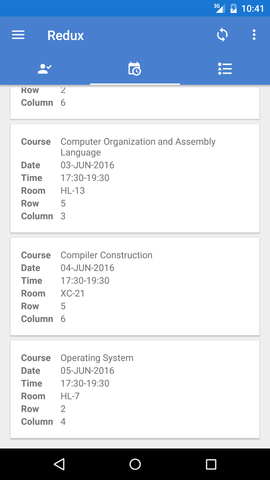 3G 10:41
Redux
Row 2
Column 6
Course Computer Organization and Assembly
Language
Date 03-JUN-2016
Time 17:30-19:30
Room HL-13
Row 5
Column 3
Course Compiler Construction
Date 04-JUN-2016
Time 17:30-19:30
Room XC-21
Row 5
Column 6
Course Operating System
Date 05-JUN-2016
Time 17:30-19:30
Room HL-7
Row 2
Column 4